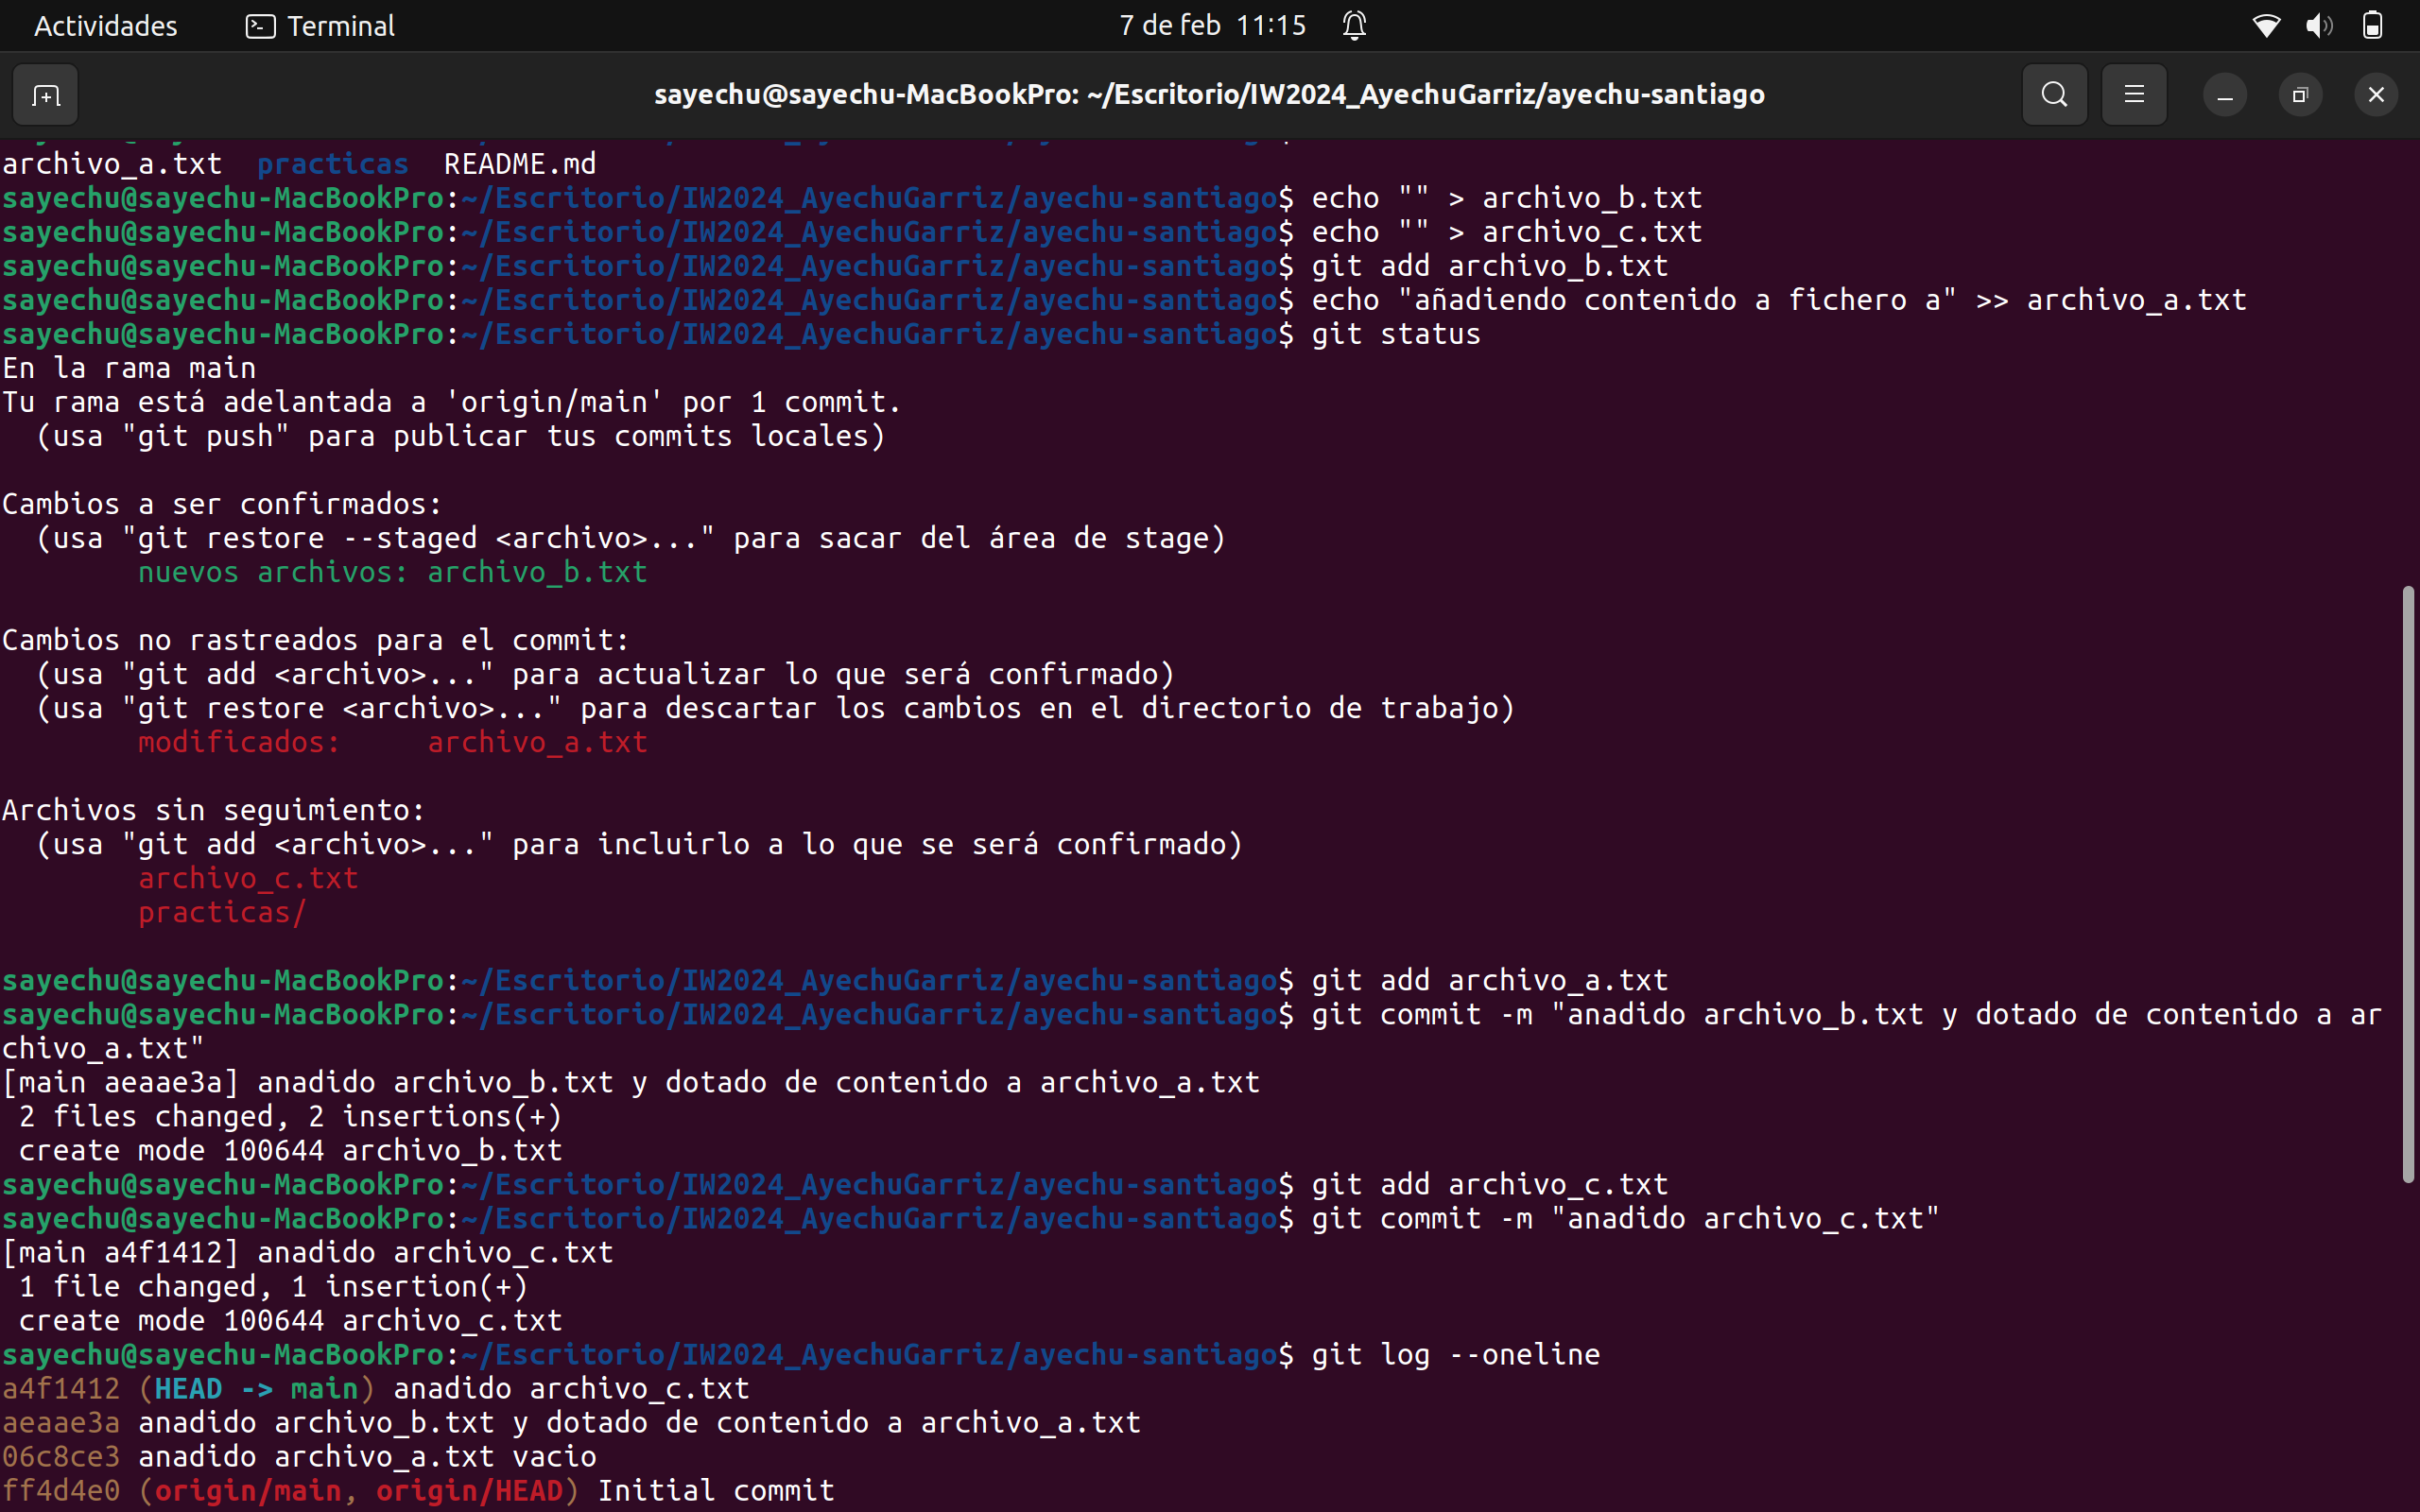 Actividades Terminal 7 de feb 11:15
sayechu@sayechu-MacBookPro: ~/Escritorio/IW2024_AyechuGarriz/ayechu-santiago
archivo_a.txt practicas README.md
sayechu@sayechu-MacBookPro:~/Escritorio/IW2024_AyechuGarriz/ayechu-santiago$ echo "" > archivo_b.txt
sayechu@sayechu-MacBookPro:~/Escritorio/IW2024_AyechuGarriz/ayechu-santiago$ echo "" > archivo_c.txt
sayechu@sayechu-MacBookPro:~/Escritorio/IW2024_AyechuGarriz/ayechu-santiago$ git add archivo_b.txt
sayechu@sayechu-MacBookPro:~/Escritorio/IW2024_AyechuGarriz/ayechu-santiago$ echo "añadiendo contenido a fichero a" >> archivo_a.txt
sayechu@sayechu-MacBookPro:~/Escritorio/IW2024_AyechuGarriz/ayechu-santiago$ git status
En la rama main
Tu rama está adelantada a 'origin/main' por 1 commit.
  (usa "git push" para publicar tus commits locales)

Cambios a ser confirmados:
  (usa "git restore --staged <archivo>..." para sacar del área de stage)
        nuevos archivos: archivo_b.txt

Cambios no rastreados para el commit:
  (usa "git add <archivo>..." para actualizar lo que será confirmado)
  (usa "git restore <archivo>..." para descartar los cambios en el directorio de trabajo)
        modificados:     archivo_a.txt

Archivos sin seguimiento:
  (usa "git add <archivo>..." para incluirlo a lo que se será confirmado)
        archivo_c.txt
        practicas/

sayechu@sayechu-MacBookPro:~/Escritorio/IW2024_AyechuGarriz/ayechu-santiago$ git add archivo_a.txt
sayechu@sayechu-MacBookPro:~/Escritorio/IW2024_AyechuGarriz/ayechu-santiago$ git commit -m "anadido archivo_b.txt y dotado de contenido a ar
chivo_a.txt"
[main aeaae3a] anadido archivo_b.txt y dotado de contenido a archivo_a.txt
 2 files changed, 2 insertions(+)
 create mode 100644 archivo_b.txt
sayechu@sayechu-MacBookPro:~/Escritorio/IW2024_AyechuGarriz/ayechu-santiago$ git add archivo_c.txt
sayechu@sayechu-MacBookPro:~/Escritorio/IW2024_AyechuGarriz/ayechu-santiago$ git commit -m "anadido archivo_c.txt"
[main a4f1412] anadido archivo_c.txt
 1 file changed, 1 insertion(+)
 create mode 100644 archivo_c.txt
sayechu@sayechu-MacBookPro:~/Escritorio/IW2024_AyechuGarriz/ayechu-santiago$ git log --oneline
a4f1412 (HEAD -> main) anadido archivo_c.txt
aeaae3a anadido archivo_b.txt y dotado de contenido a archivo_a.txt
06c8ce3 anadido archivo_a.txt vacio
ff4d4e0 (origin/main, origin/HEAD) Initial commit